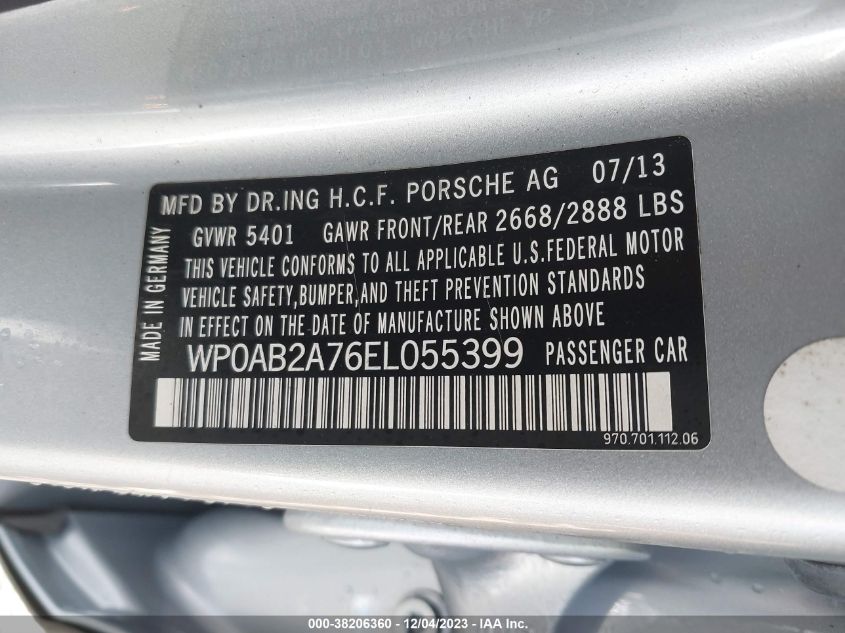 MFD BY DR.ING H.C.F. PORSCHE AG 07/13
GVWR 5401 GAWR FRONT/REAR 2668/2888 LBS
THIS VEHICLE CONFORMS TO ALL APPLICABLE U.S.FEDERAL MOTOR
VEHICLE SAFETY,BUMPER,AND THEFT PREVENTION STANDARDS
IN EFFECT ON THE DATE OF MANUFACTURE SHOWN ABOVE
WP0AB2A76EL055399 PASSENGER CAR
970.701.112.06
MADE IN GERMANY
000-38206360 - 12/04/2023 - IAA Inc.